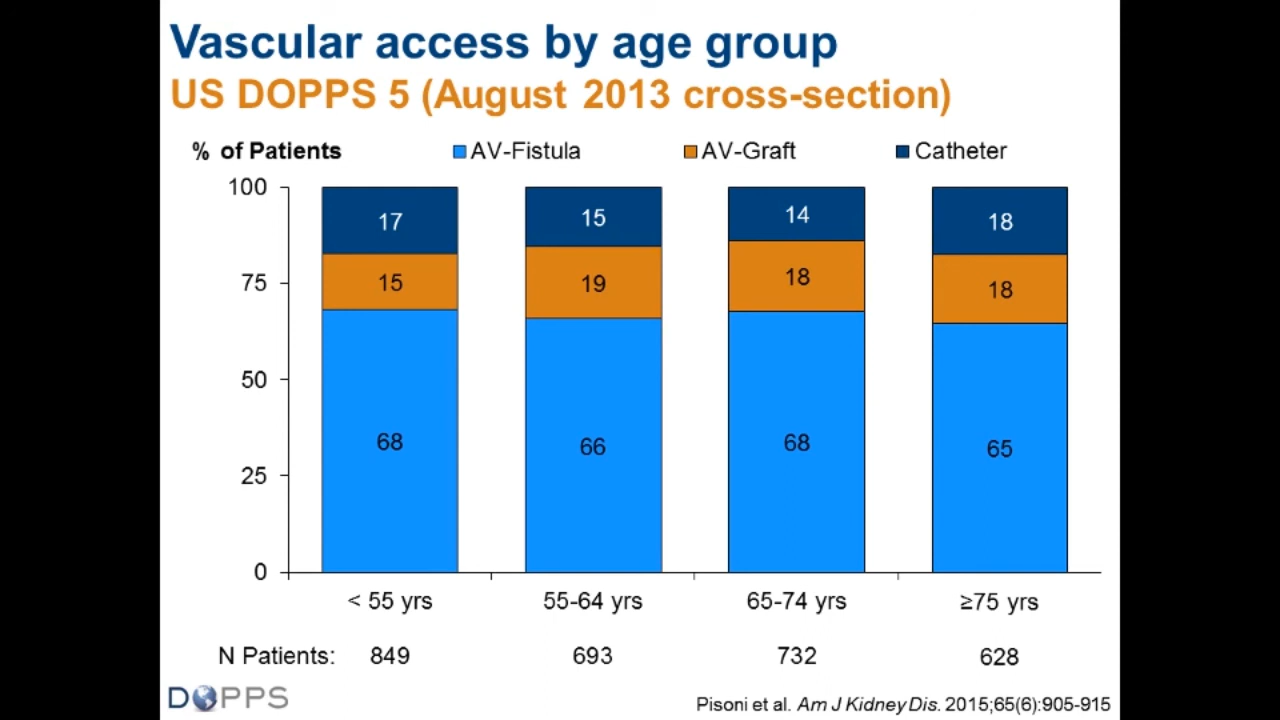 Vascular access by age group
US DOPPS 5 (August 2013 cross-section)
% of Patients AV-Fistula AV-Graft Catheter
100
75
50
25
0
17 15 14 18
15 19 18 18
68 66 68 65
< 55 yrs 55-64 yrs 65-74 yrs ≥75 yrs
N Patients: 849 693 732 628
DOPPS
Pisoni et al. Am J Kidney Dis. 2015;65(6):905-915